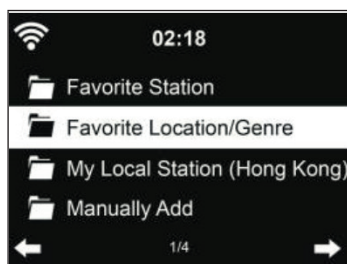 02:18
Favorite Station
Favorite Location/Genre
My Local Station (Hong Kong)
Manually Add
1/4